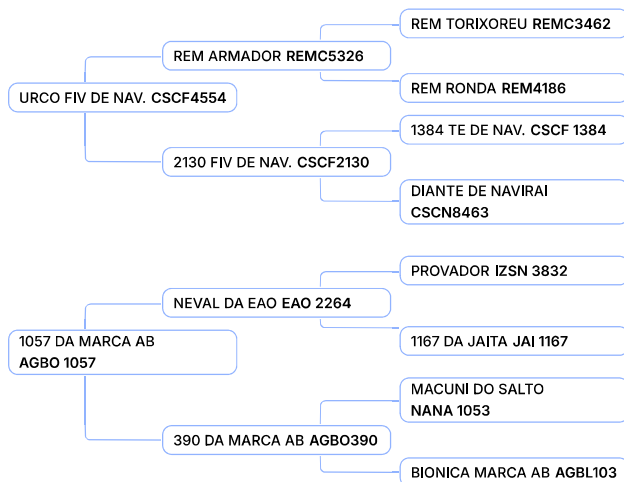 REM TORIXOREU REMC3462
REM ARMADOR REMC5326
REM RONDA REM4186
URCO FIV DE NAV. CSCF4554
1384 TE DE NAV. CSCF 1384
2130 FIV DE NAV. CSCF2130
DIANTE DE NAVIRAI
CSCN8463
PROVADOR IZSN 3832
NEVAL DA EAO EAO 2264
1167 DA JAITA JAI 1167
1057 DA MARCA AB
AGBO 1057
MACUNI DO SALTO
NANA 1053
390 DA MARCA AB AGBO390
BIONICA MARCA AB AGBL103